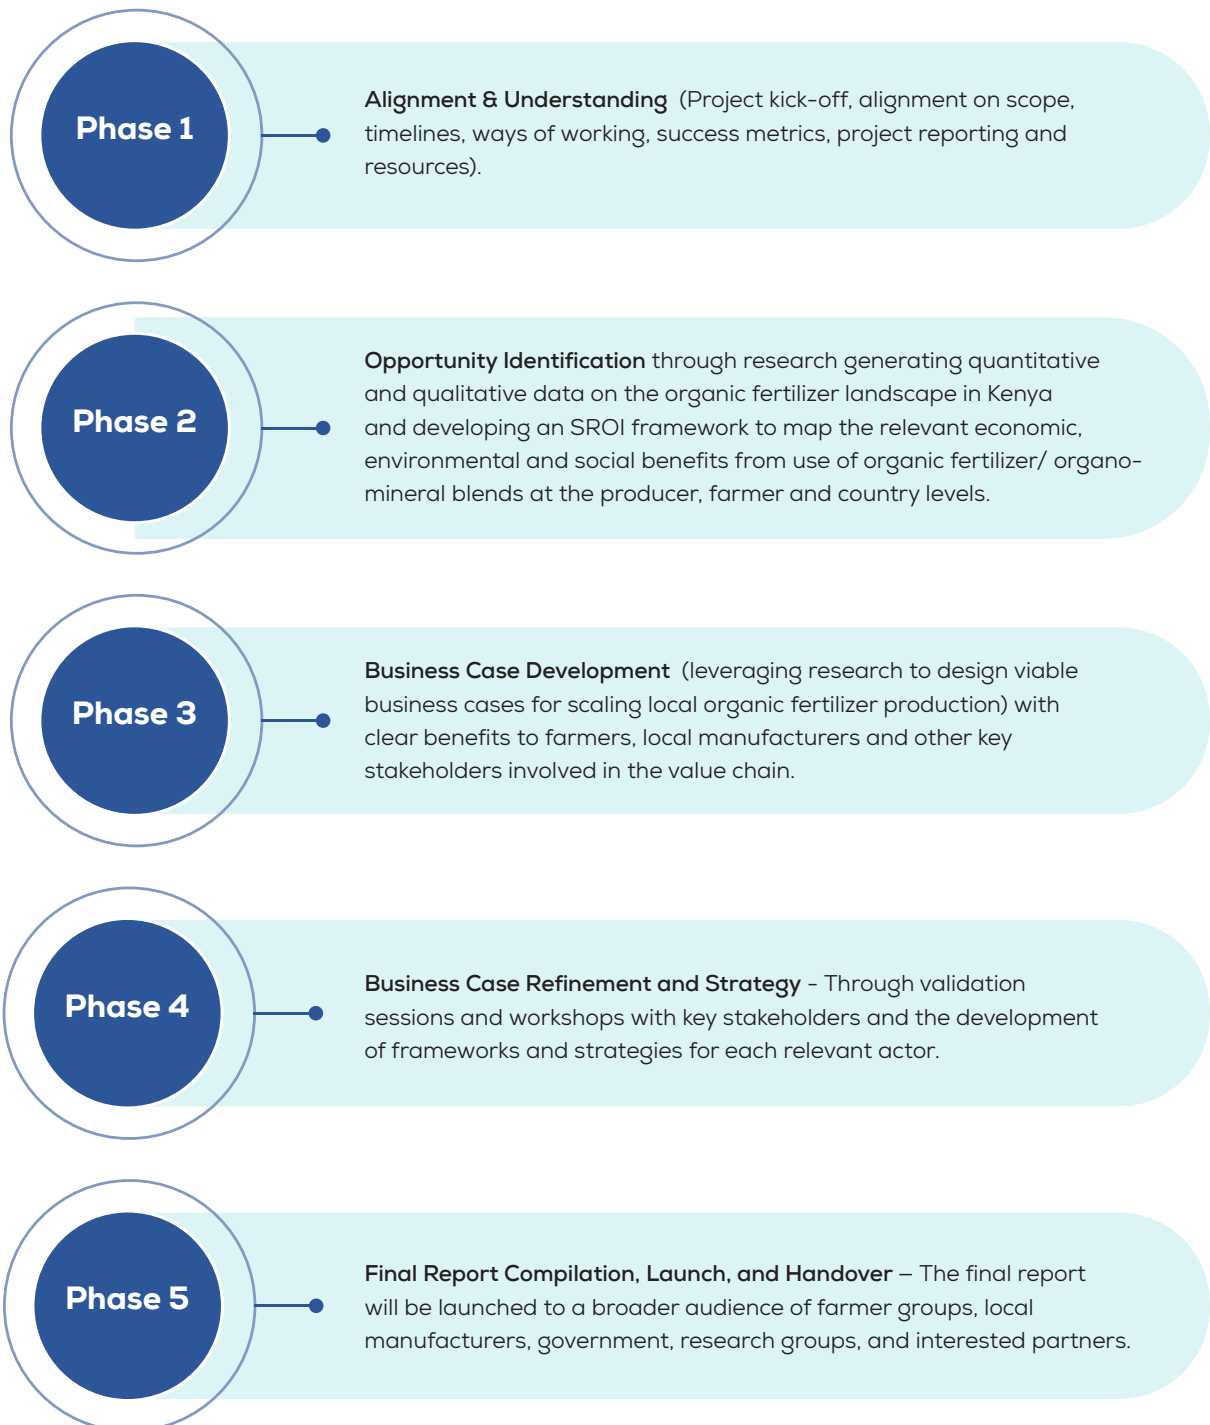 Phase 1
Alignment & Understanding (Project kick-off, alignment on scope,
timelines, ways of working, success metrics, project reporting and
resources).
Phase 2
Opportunity Identification through research generating quantitative
and qualitative data on the organic fertilizer landscape in Kenya
and developing an SROI framework to map the relevant economic,
environmental and social benefits from use of organic fertilizer/ organo-
mineral blends at the producer, farmer and country levels.
Phase 3
Business Case Development (leveraging research to design viable
business cases for scaling local organic fertilizer production) with
clear benefits to farmers, local manufacturers and other key
stakeholders involved in the value chain.
Phase 4
Business Case Refinement and Strategy - Through validation
sessions and workshops with key stakeholders and the development
of frameworks and strategies for each relevant actor.
Phase 5
Final Report Compilation, Launch, and Handover – The final report
will be launched to a broader audience of farmer groups, local
manufacturers, government, research groups, and interested partners.